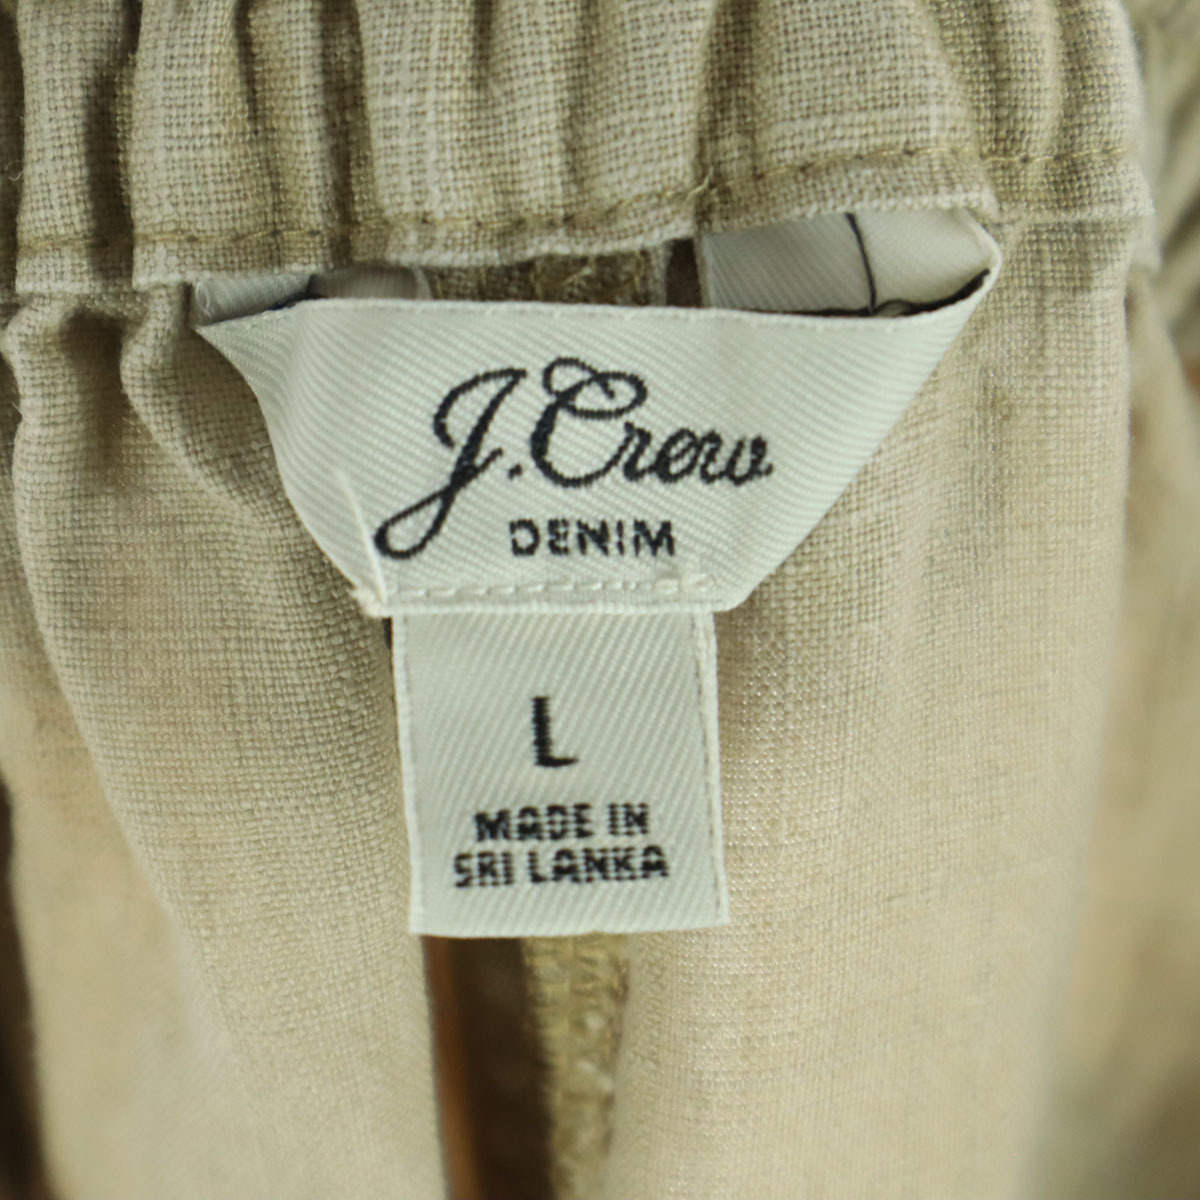 J.Crew
DENIM
L
MADE IN
SRI LANKA